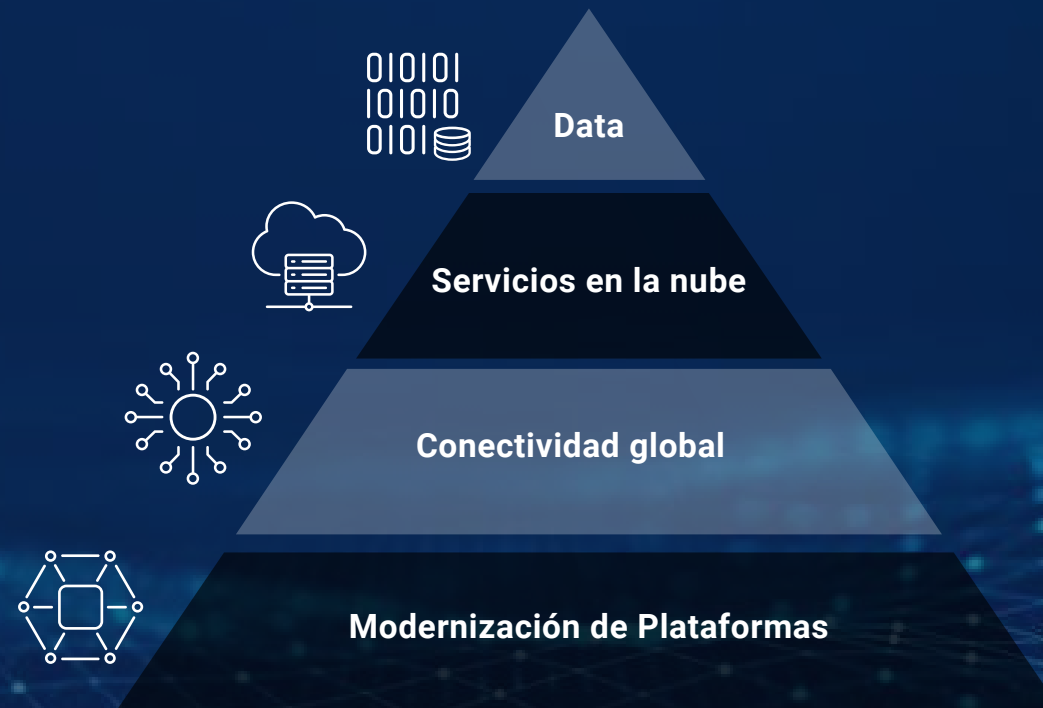 010101
101010
0101
Data
Servicios en la nube
Conectividad global
Modernización de Plataformas